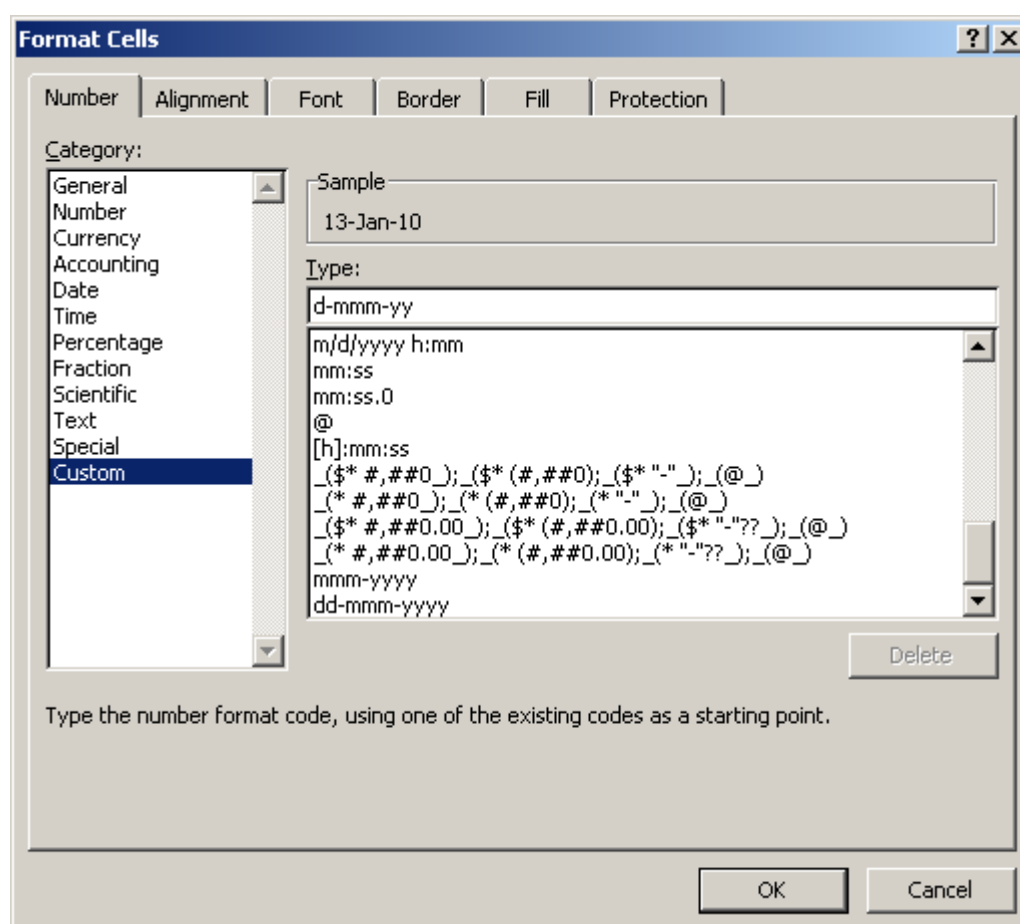 Format Cells
Number Alignment Font Border Fill Protection
Category:
General
Number
Currency
Accounting
Date
Time
Percentage
Fraction
Scientific
Text
Special
Custom
Sample
13-Jan-10
Type:
d-mmm-yy
m/d/yyyy h:mm
mm:ss
mm:ss.0
@
[h]:mm:ss
_($* #,##0_);_($* (#,##0);_($* "-"_);_(@_)
_(* #,##0_);_(* (#,##0);_(* "-"_);_(@_)
_($* #,##0.00_);_($* (#,##0.00);_($* "-"??_);_(@_)
_(* #,##0.00_);_(* (#,##0.00);_(* "-"??_);_(@_)
mmm-yyyy
dd-mmm-yyyy
Delete
Type the number format code, using one of the existing codes as a starting point.
OK Cancel